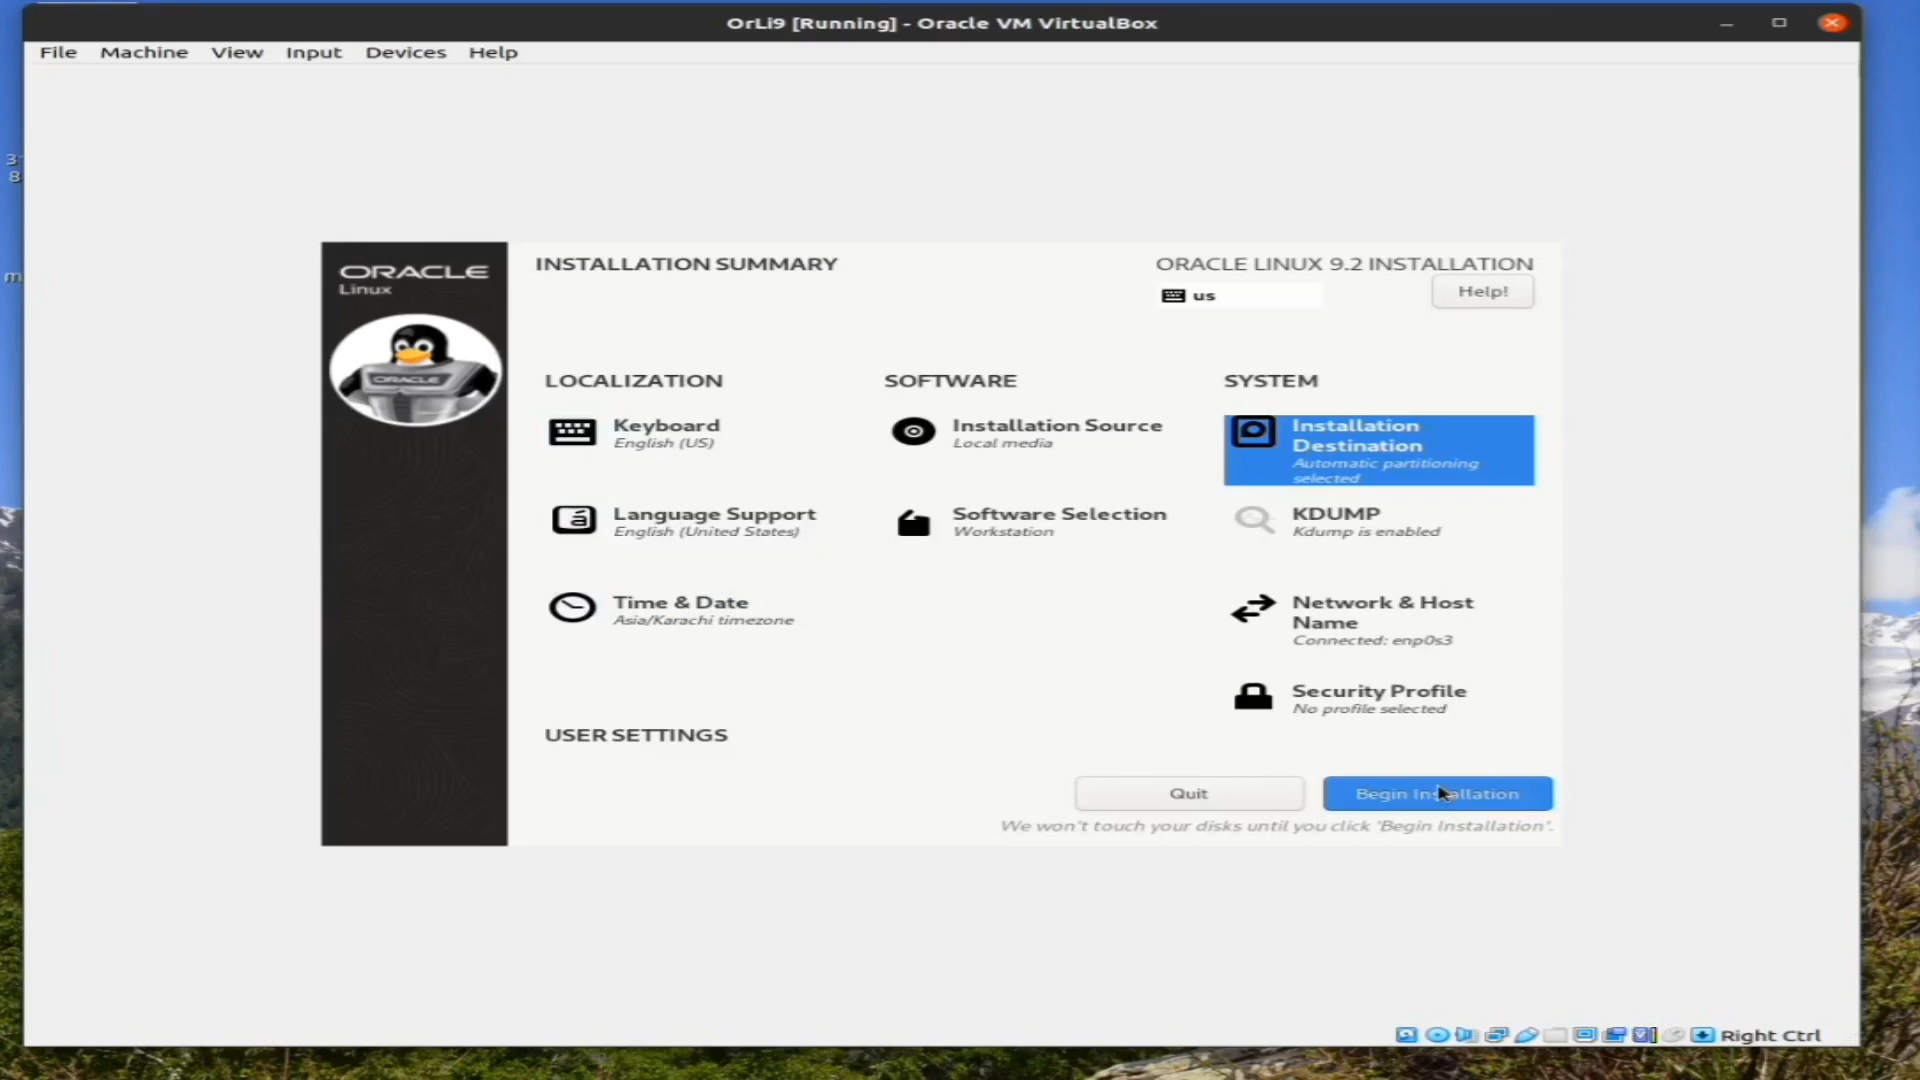 OrLi9 [Running] - Oracle VM VirtualBox
File Machine View Input Devices Help
3
8
m
ORACLE
Linux
ORACLE
INSTALLATION SUMMARY
ORACLE LINUX 9.2 INSTALLATION
us
Help!
LOCALIZATION
Keyboard
English (US)
Language Support
English (United States)
Time & Date
Asia/Karachi timezone
SOFTWARE
Installation Source
Local media
Software Selection
Workstation
SYSTEM
Installation
Destination
Automatic partitioning
selected
KDUMP
Kdump is enabled
Network & Host
Name
Connected: enp0s3
Security Profile
No profile selected
USER SETTINGS
Quit
Begin Installation
We won't touch your disks until you click 'Begin Installation'.
Right Ctrl